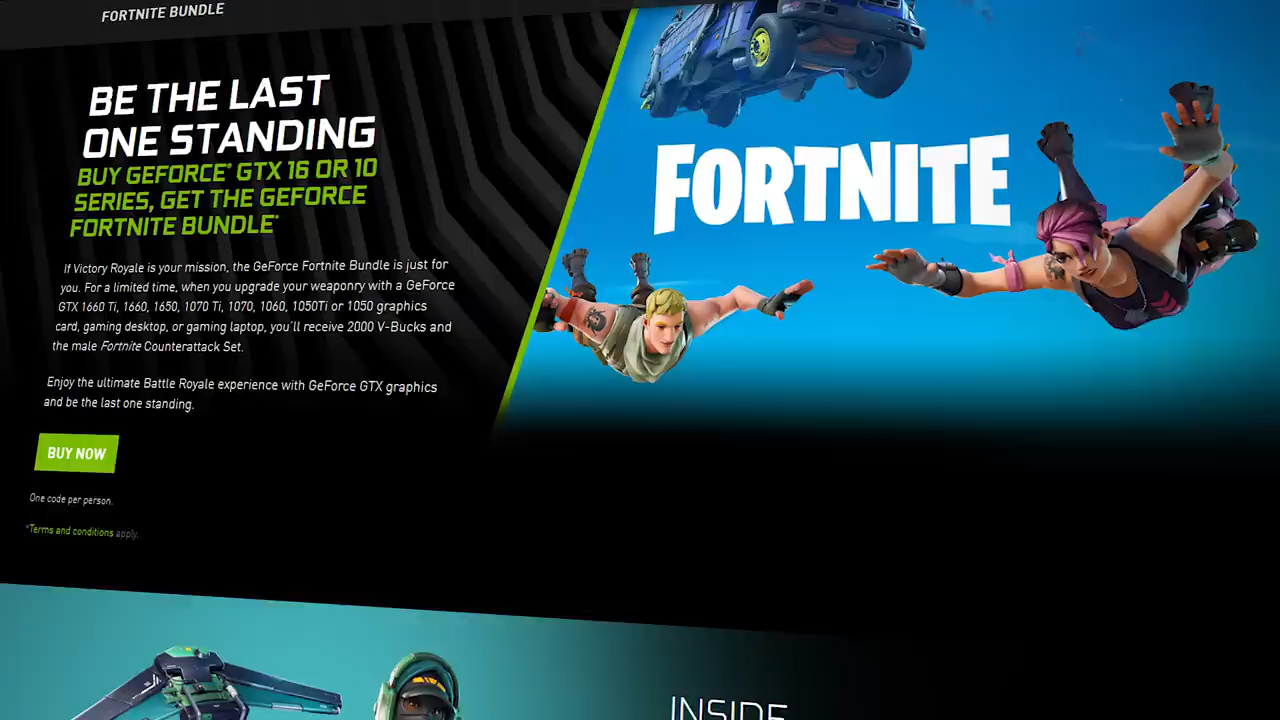 FORTNITE BUNDLE
BE THE LAST
ONE STANDING
BUY GEFORCE® GTX 16 OR 10
SERIES, GET THE GEFORCE
FORTNITE BUNDLE*
If Victory Royale is your mission, the GeForce Fortnite Bundle is just for
you. For a limited time, when you upgrade your weaponry with a GeForce
GTX 1660 Ti, 1660, 1650, 1070 Ti, 1070, 1060, 1050Ti or 1050 graphics
card, gaming desktop, or gaming laptop, you'll receive 2000 V-Bucks and
the male Fortnite Counterattack Set.
Enjoy the ultimate Battle Royale experience with GeForce GTX graphics
and be the last one standing.
BUY NOW
One code per person.
*Terms and conditions apply.
FORTNITE
INSIDE